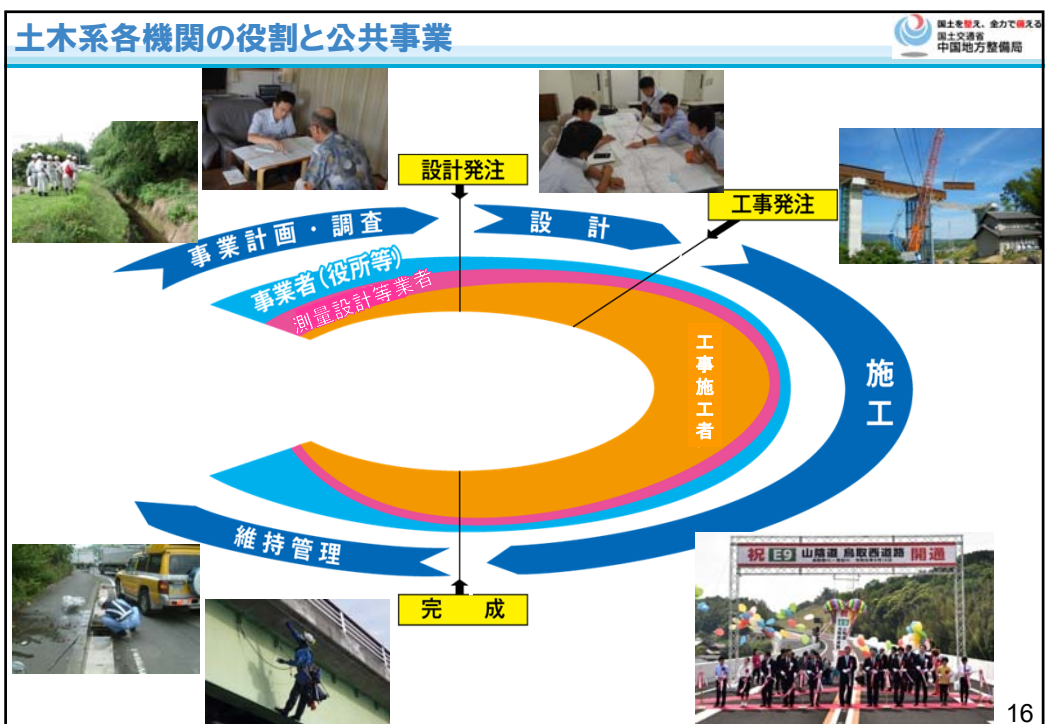 土木系各機関の役割と公共事業
国土を整え、全力で備える
国土交通省
中国地方整備局
設計発注
工事発注
事業計画・調査
設計
事業者(役所等)
測量設計等業者
工事施工者
施工
維持管理
完成
祝 E9 山陰道 鳥取西道路 開通
16